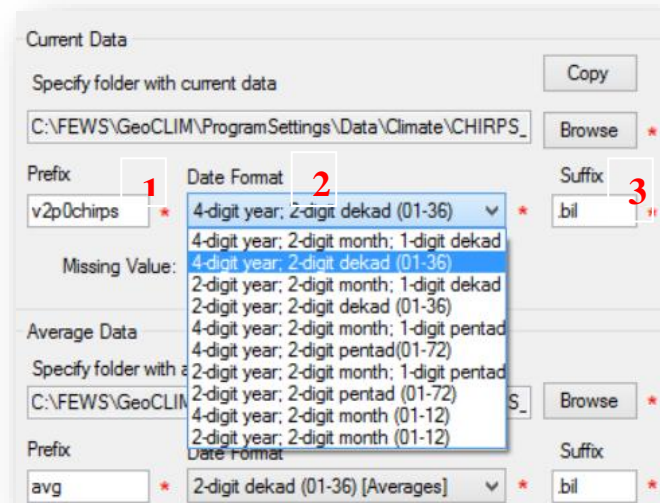 Current Data
Specify folder with current data
Copy
C:\FEWS\GeoCLIM\ProgramSettings\Data\Climate\CHIRPS_
Browse *
Prefix 1 Date Format 2 Suffix 3
v2p0chirps * 4-digit year; 2-digit dekad (01-36) * .bil *
4-digit year; 2-digit month; 1-digit dekad
Missing Value: 4-digit year; 2-digit dekad (01-36)
2-digit year; 2-digit month; 1-digit dekad
2-digit year; 2-digit dekad (01-36)
Average Data 4-digit year; 2-digit month; 1-digit pentad
4-digit year; 2-digit pentad(01-72)
Specify folder with a 2-digit year; 2-digit month; 1-digit pentad
C:\FEWS\GeoCLIM 2-digit year; 2-digit pentad (01-72) S_ Browse *
4-digit year; 2-digit month (01-12)
2-digit year; 2-digit month (01-12)
Prefix Date Format Suffix
avg * 2-digit dekad (01-36) [Averages] * .bil *